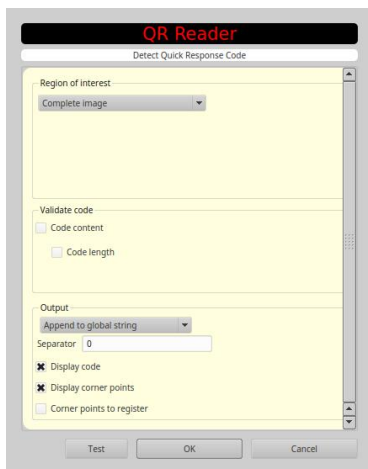 QR Reader
Detect Quick Response Code
Region of interest
Complete image
Validate code
Code content
Code length
Output
Append to global string
Separator 0
Display code
Display corner points
Corner points to register
Test OK Cancel